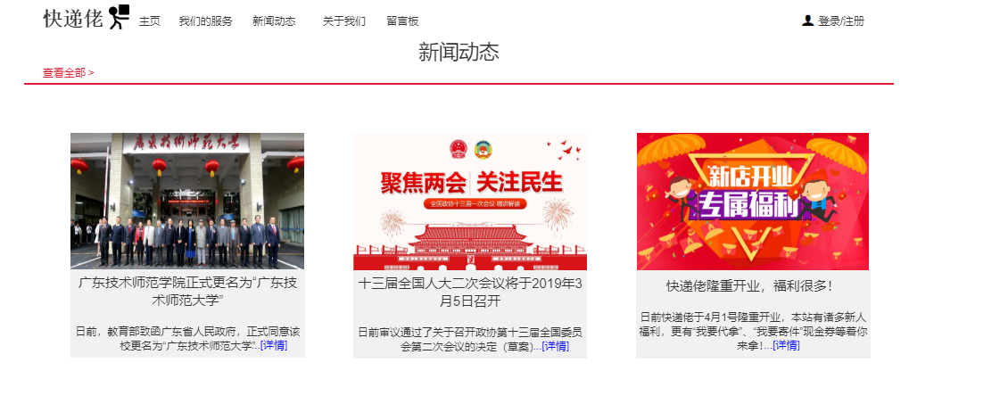 快递佬 主页 我们的服务 新闻动态 关于我们 留言板 登录/注册
新闻动态
查看全部 >
廣東技術師范大学
广东技术师范学院正式更名为“广东技
术师范大学”
日前，教育部致函广东省人民政府，正式同意该
校更名为“广东技术师范大学”...[详情]
聚焦两会 关注民生
全国政协十三届一次会议·精讲解读
十三届全国人大二次会议将于2019年3
月5日召开
日前审议通过了关于召开政协第十三届全国委员
会第二次会议的决定（草案)...[详情]
新店开业
专属福利
快递佬隆重开业，福利很多！
日前快递佬于4月1号隆重开业，本站有诸多新人
福利，更有“我要代拿”、“我要寄件”现金券等着你
来拿！...[详情]